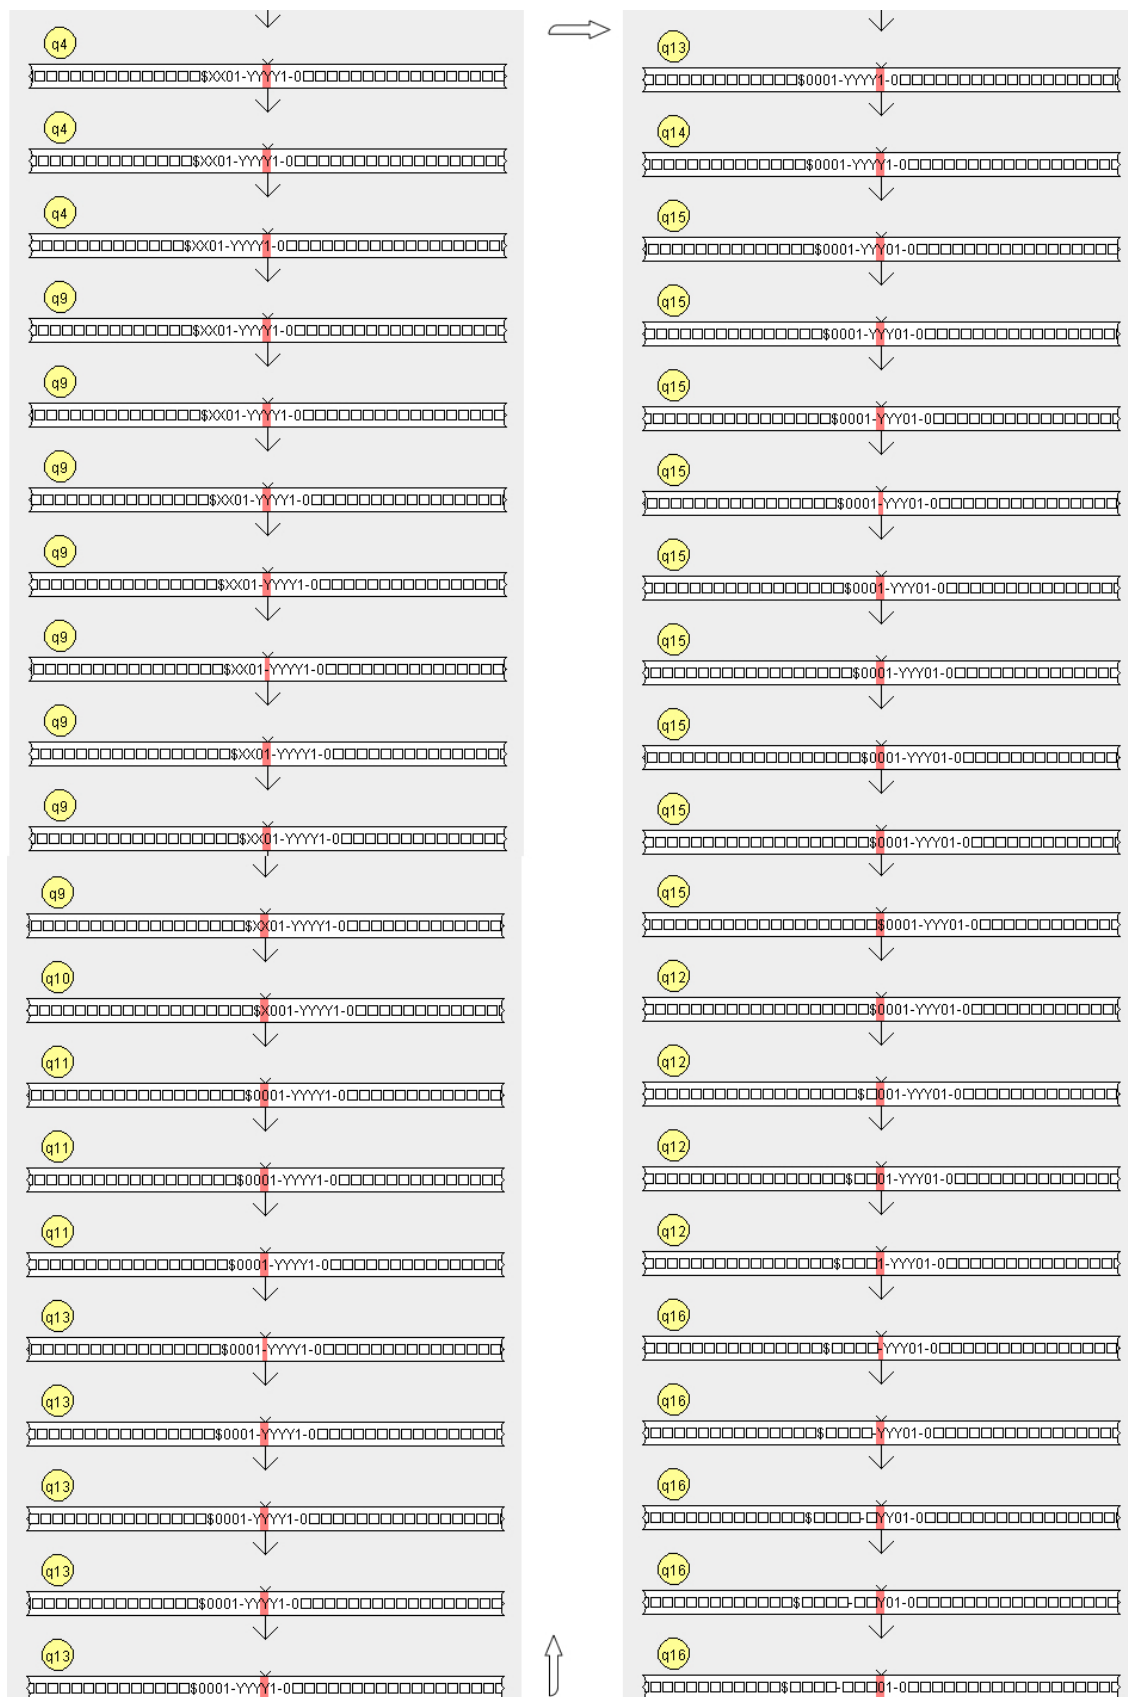 q4
$XX01-YYYY1-0
q4
$XX01-YYYY1-0
q4
$XX01-YYYY1-0
q9
$XX01-YYYY1-0
q9
$XX01-YYYY1-0
q9
$XX01-YYYY1-0
q9
$XX01-YYYY1-0
q9
$XX01-YYYY1-0
q9
$XX01-YYYY1-0
q9
$XX01-YYYY1-0
q9
$XX01-YYYY1-0
q10
$X001-YYYY1-0
q11
$0001-YYYY1-0
q11
$0001-YYYY1-0
q11
$0001-YYYY1-0
q13
$0001-YYYY1-0
q13
$0001-YYYY1-0
q13
$0001-YYYY1-0
q13
$0001-YYYY1-0
q13
$0001-YYYY1-0
q13
$0001-YYYY1-0
q14
$0001-YYYY1-0
q15
$0001-YYY01-0
q15
$0001-YYY01-0
q15
$0001-YYY01-0
q15
$0001-YYY01-0
q15
$0001-YYY01-0
q15
$0001-YYY01-0
q15
$0001-YYY01-0
q15
$0001-YYY01-0
q15
$0001-YYY01-0
q12
$0001-YYY01-0
q12
$□001-YYY01-0
q12
$□□01-YYY01-0
q12
$□□□1-YYY01-0
q16
$□□□□-YYY01-0
q16
$□□□□-YYY01-0
q16
$□□□□-□YY01-0
q16
$□□□□-□□Y01-0
q16
$□□□□-□□□01-0